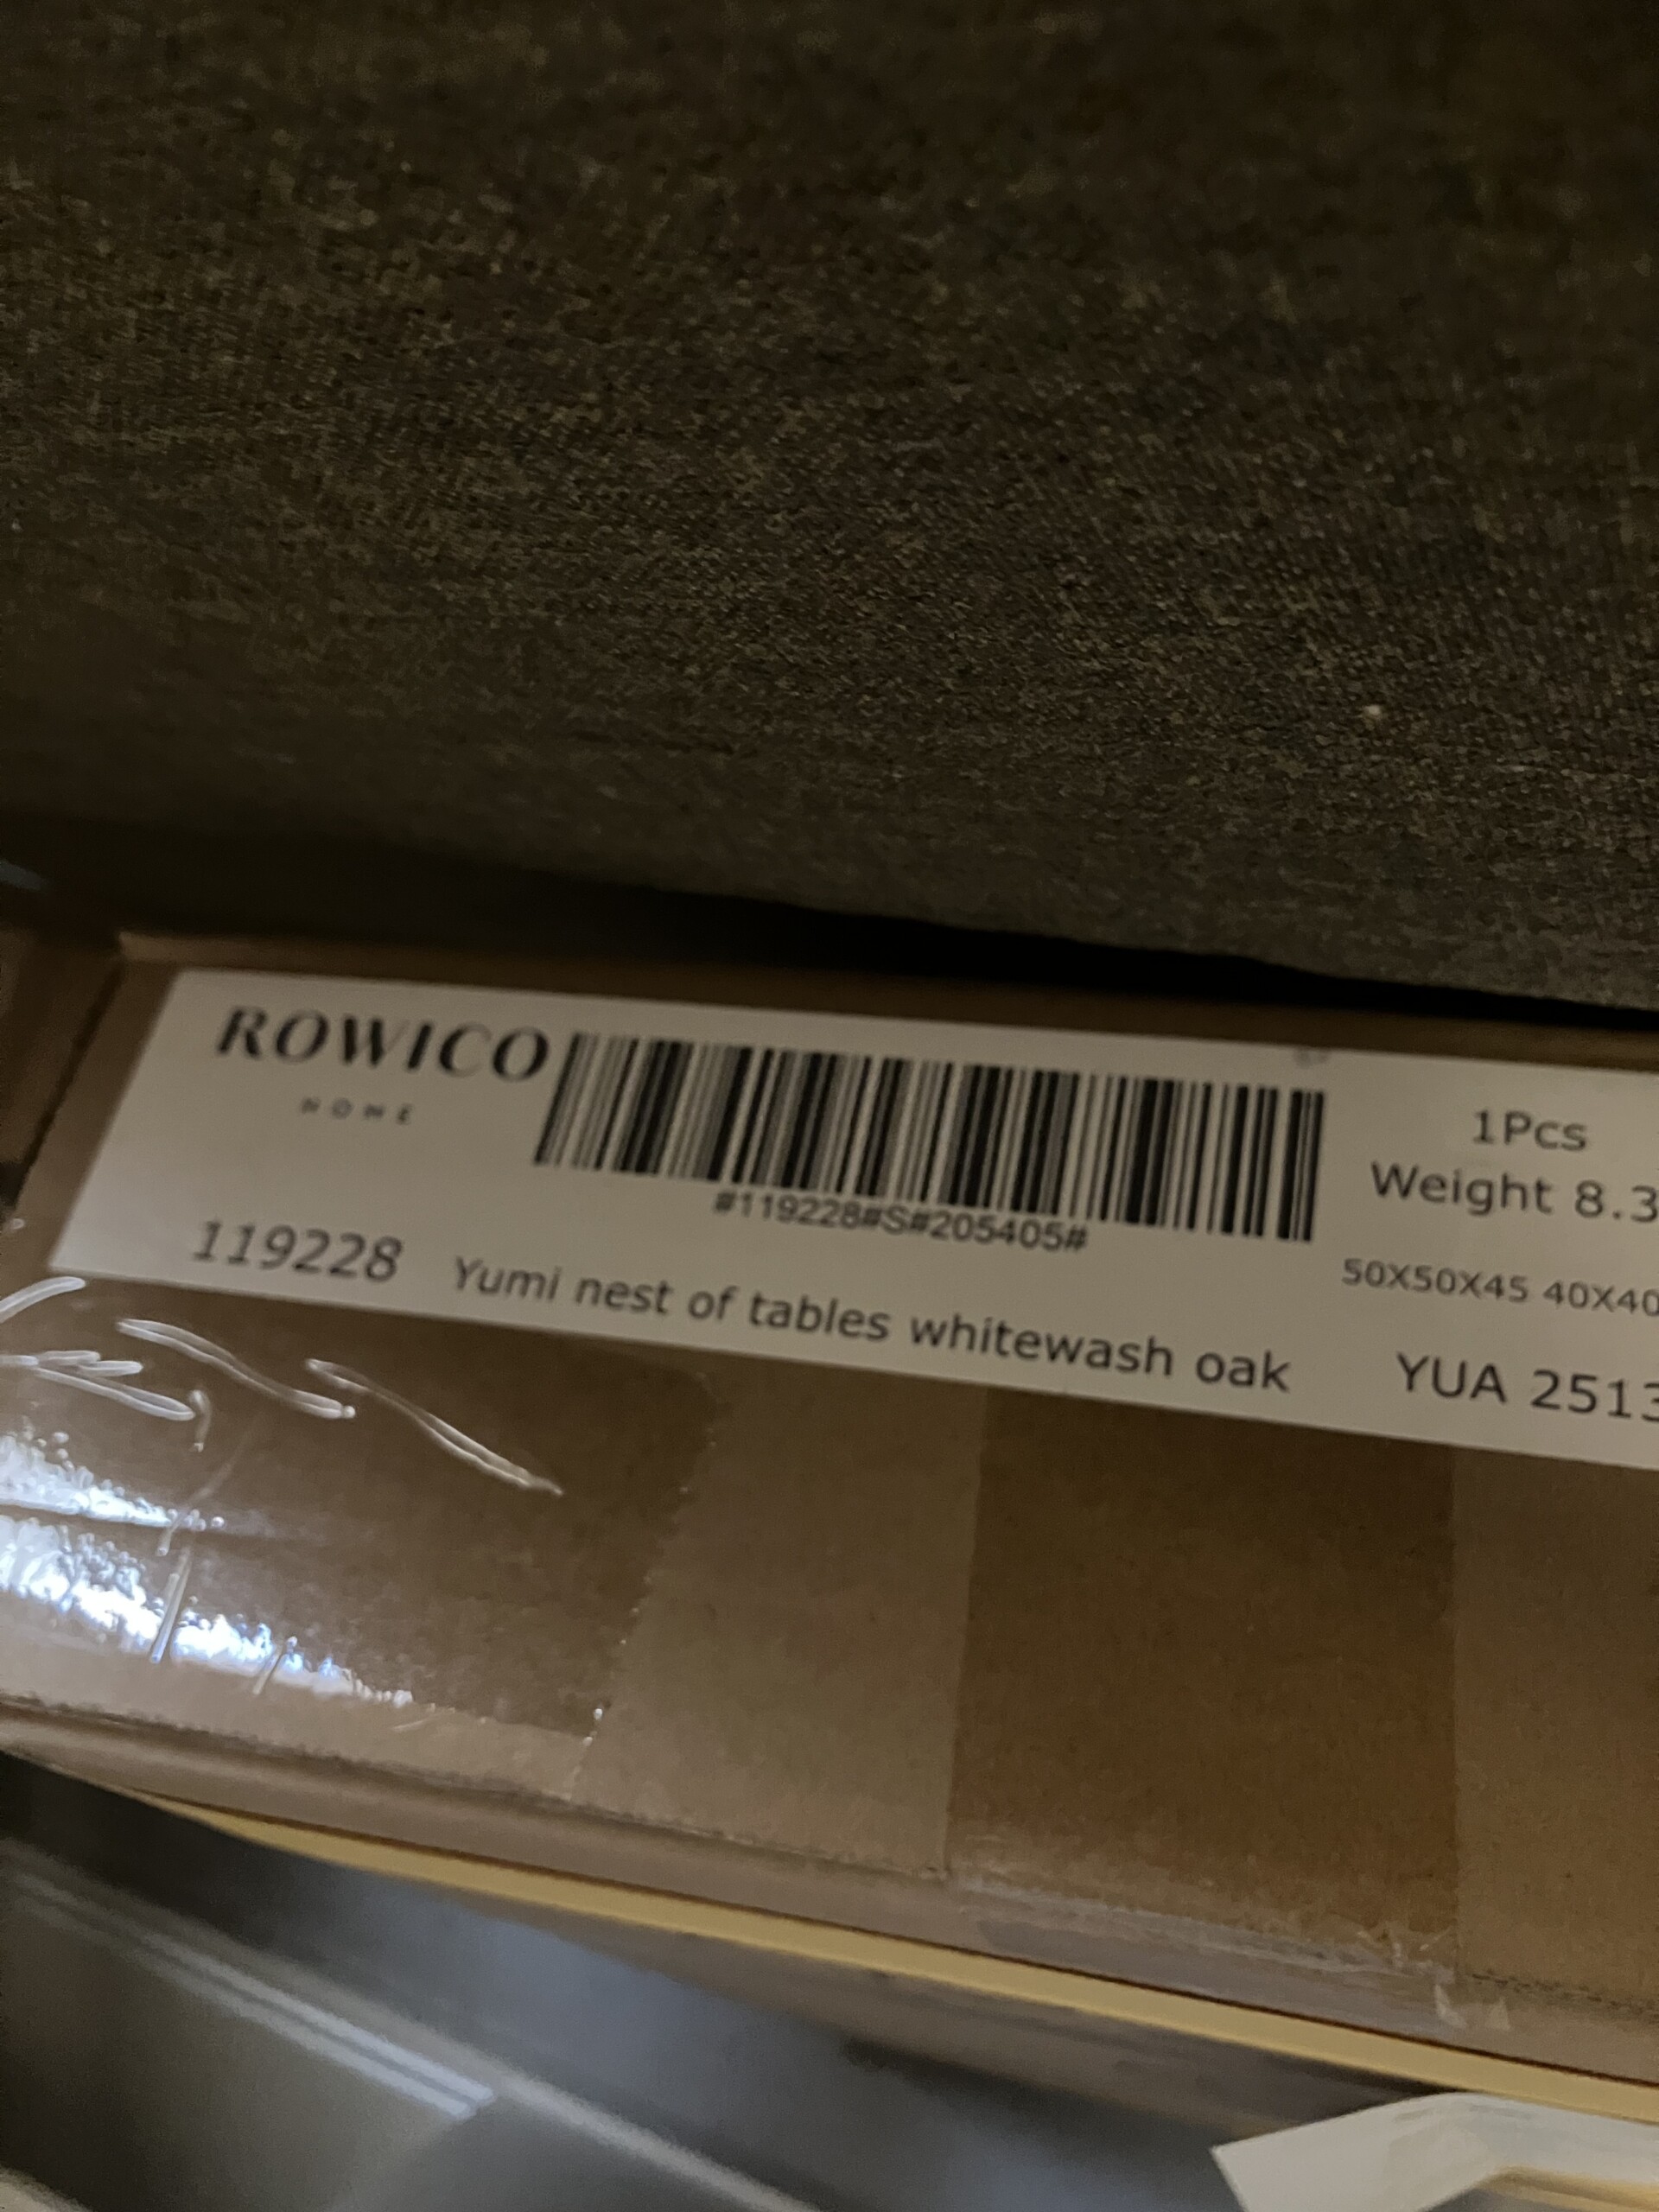 ROWICO
HOME
#119228#S#205405#
119228 Yumi nest of tables whitewash oak
1Pcs
Weight 8.3
50X50X45 40X40
YUA 2513